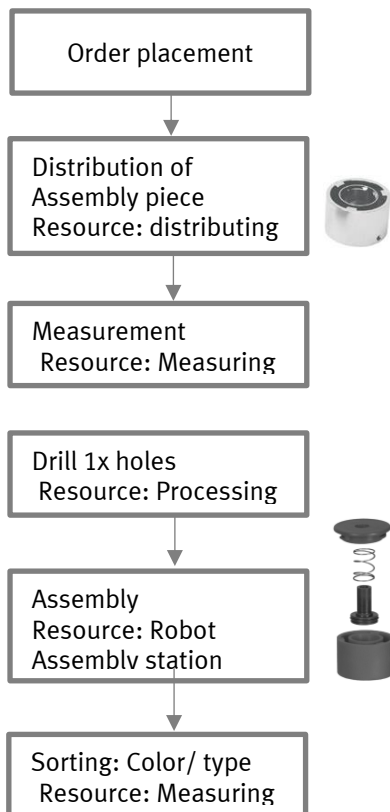 Order placement
Distribution of
Assembly piece
Resource: distributing
Measurement
Resource: Measuring
Drill 1x holes
Resource: Processing
Assembly
Resource: Robot
Assembly station
Sorting: Color/ type
Resource: Measuring